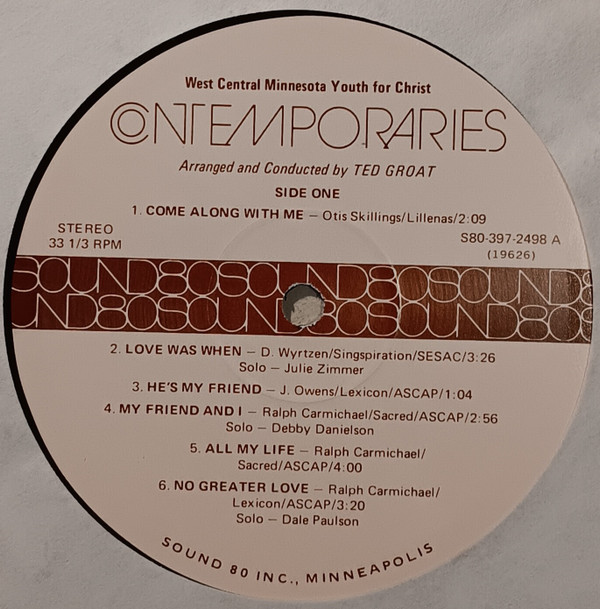 West Central Minnesota Youth for Christ
CONTEMPORARIES
Arranged and Conducted by TED GROAT
SIDE ONE
1. COME ALONG WITH ME — Otis Skillings/Lillenas/2:09
STEREO
33 1/3 RPM
S80-397-2498 A
(19626)
SOUND80SOUND80SOUND
UND80SOUND80SOUND80
2. LOVE WAS WHEN — D. Wyrtzen/Singspiration/SESAC/3:26
Solo — Julie Zimmer
3. HE'S MY FRIEND — J. Owens/Lexicon/ASCAP/1:04
4. MY FRIEND AND I — Ralph Carmichael/Sacred/ASCAP/2:56
Solo — Debby Danielson
5. ALL MY LIFE — Ralph Carmichael/
Sacred/ASCAP/4:00
6. NO GREATER LOVE — Ralph Carmichael/
Lexicon/ASCAP/3:20
Solo — Dale Paulson
SOUND 80 INC., MINNEAPOLIS